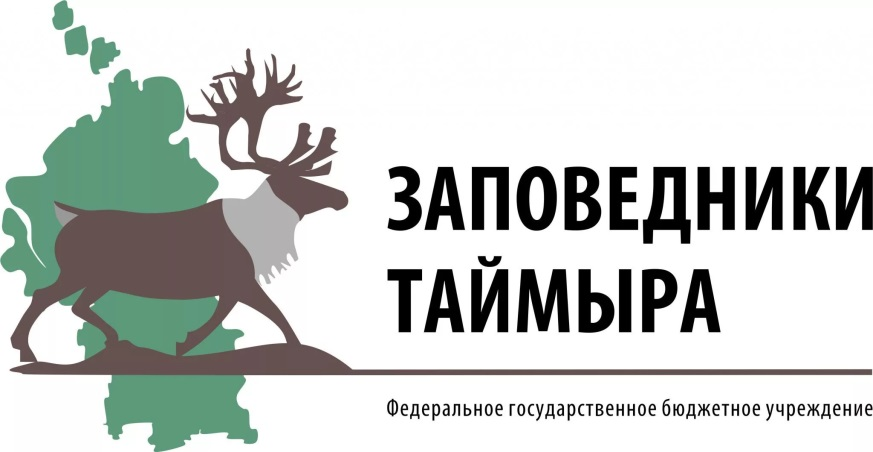 ЗАПОВЕДНИКИ
ТАЙМЫРА
Федеральное государственное бюджетное учреждение